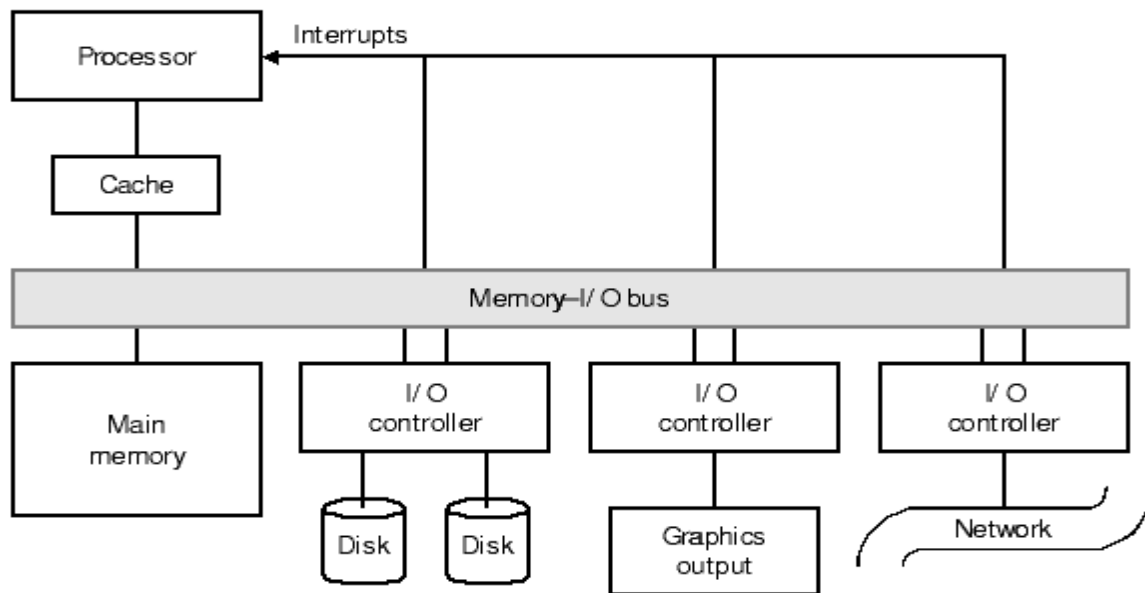 Interrupts
Processor
Cache
Memory–I/O bus
Main
memory
I/O
controller
I/O
controller
I/O
controller
Disk
Disk
Graphics
output
Network